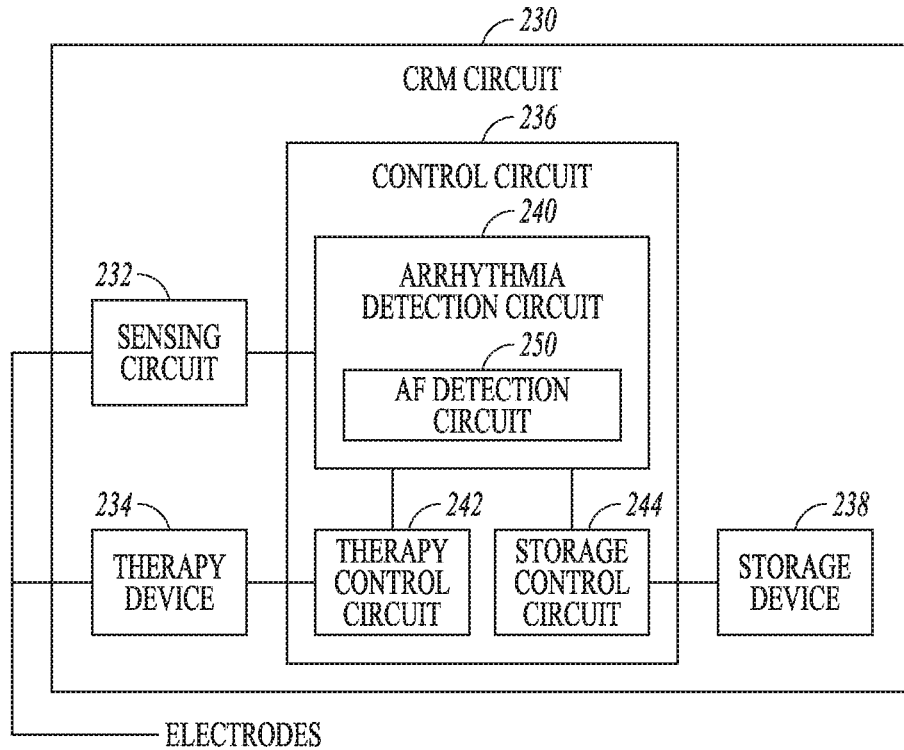 230
CRM CIRCUIT
236
CONTROL CIRCUIT
240
ARRHYTHMIA
DETECTION CIRCUIT
232
SENSING
CIRCUIT
250
AF DETECTION
CIRCUIT
234
THERAPY
DEVICE
242
THERAPY
CONTROL
CIRCUIT
244
STORAGE
CONTROL
CIRCUIT
238
STORAGE
DEVICE
ELECTRODES